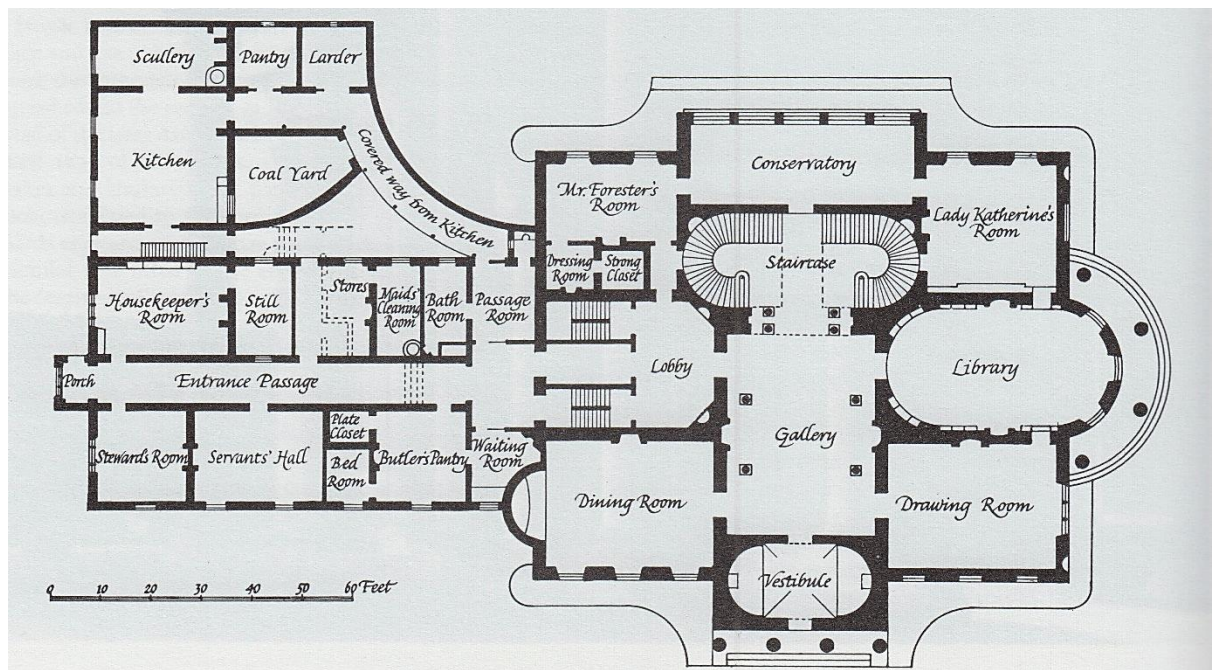 Scullery
Pantry
Larder
Kitchen
Coal Yard
Covered way from Kitchen
Conservatory
Mr. Forester's
Room
Lady Katherine's
Room
Dressing
Room
Strong
Closet
Staircase
Housekeeper's
Room
Still
Room
Stores
Maids'
Cleaning
Room
Bath
Room
Passage
Room
Porch
Entrance Passage
Lobby
Library
Gallery
Steward's Room
Servants' Hall
Plate
Closet
Bed
Room
Butler's Pantry
Waiting
Room
Dining Room
Drawing Room
Vestibule
0 10 20 30 40 50 60 Feet